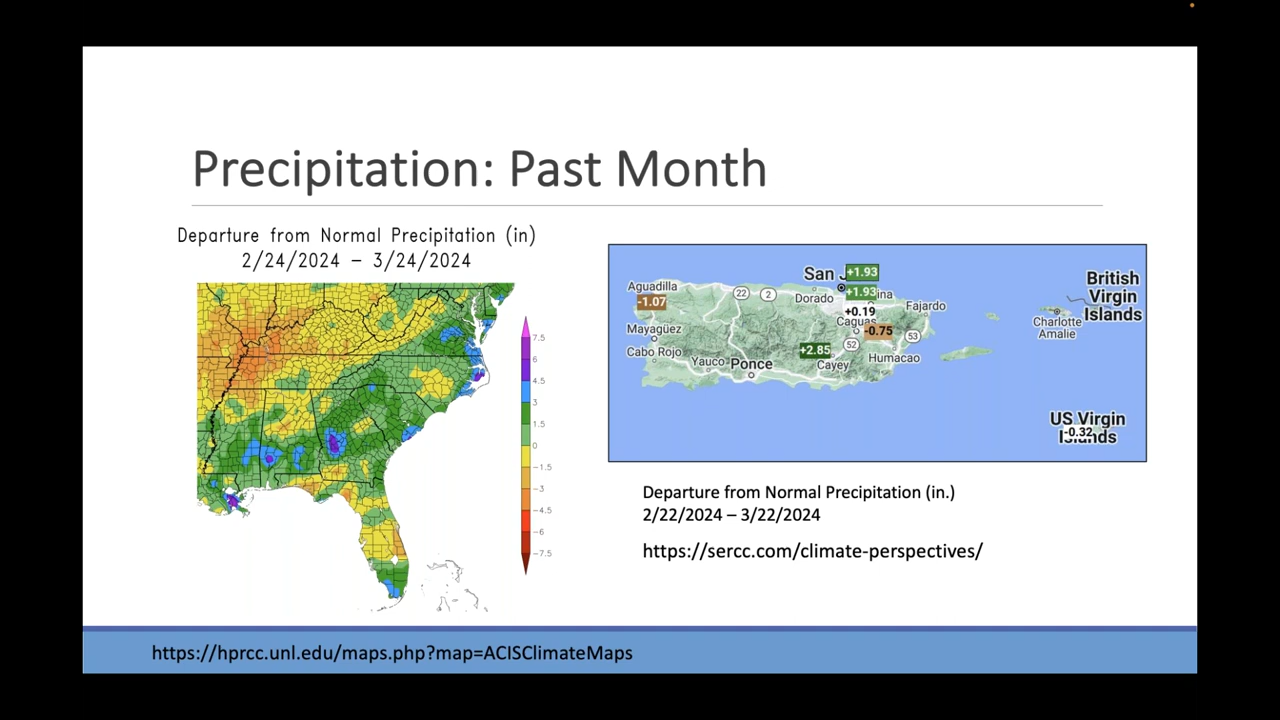 Precipitation: Past Month
Departure from Normal Precipitation (in)
2/24/2024 – 3/24/2024
7.5
6
4.5
3
1.5
0
−1.5
−3
−4.5
−6
−7.5
San J
+1.93
Aguadilla
-1.07
22
2
Dorado
+1.93
ina
Fajardo
+0.19
Mayagüez
Caguas
-0.75
53
Cabo Rojo
Yauco
Ponce
+2.85
52
Cayey
Humacao
British
Virgin
Islands
Charlotte
Amalie
US Virgin
-0.32
Islands
Departure from Normal Precipitation (in.)
2/22/2024 – 3/22/2024
https://sercc.com/climate-perspectives/
https://hprcc.unl.edu/maps.php?map=ACISClimateMaps